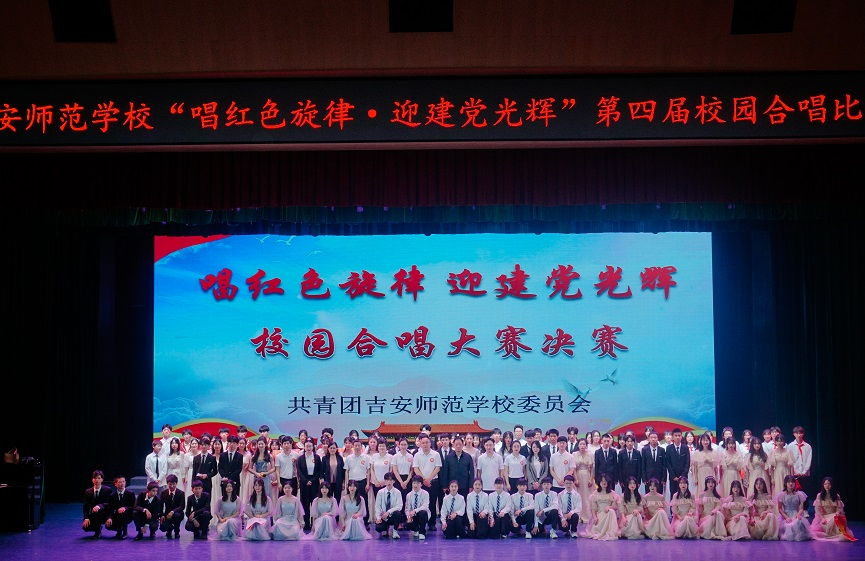 安师范学校“唱红色旋律·迎建党光辉”第四届校园合唱比
唱红色旋律 迎建党光辉
校园合唱大赛决赛
共青团吉安师范学校委员会